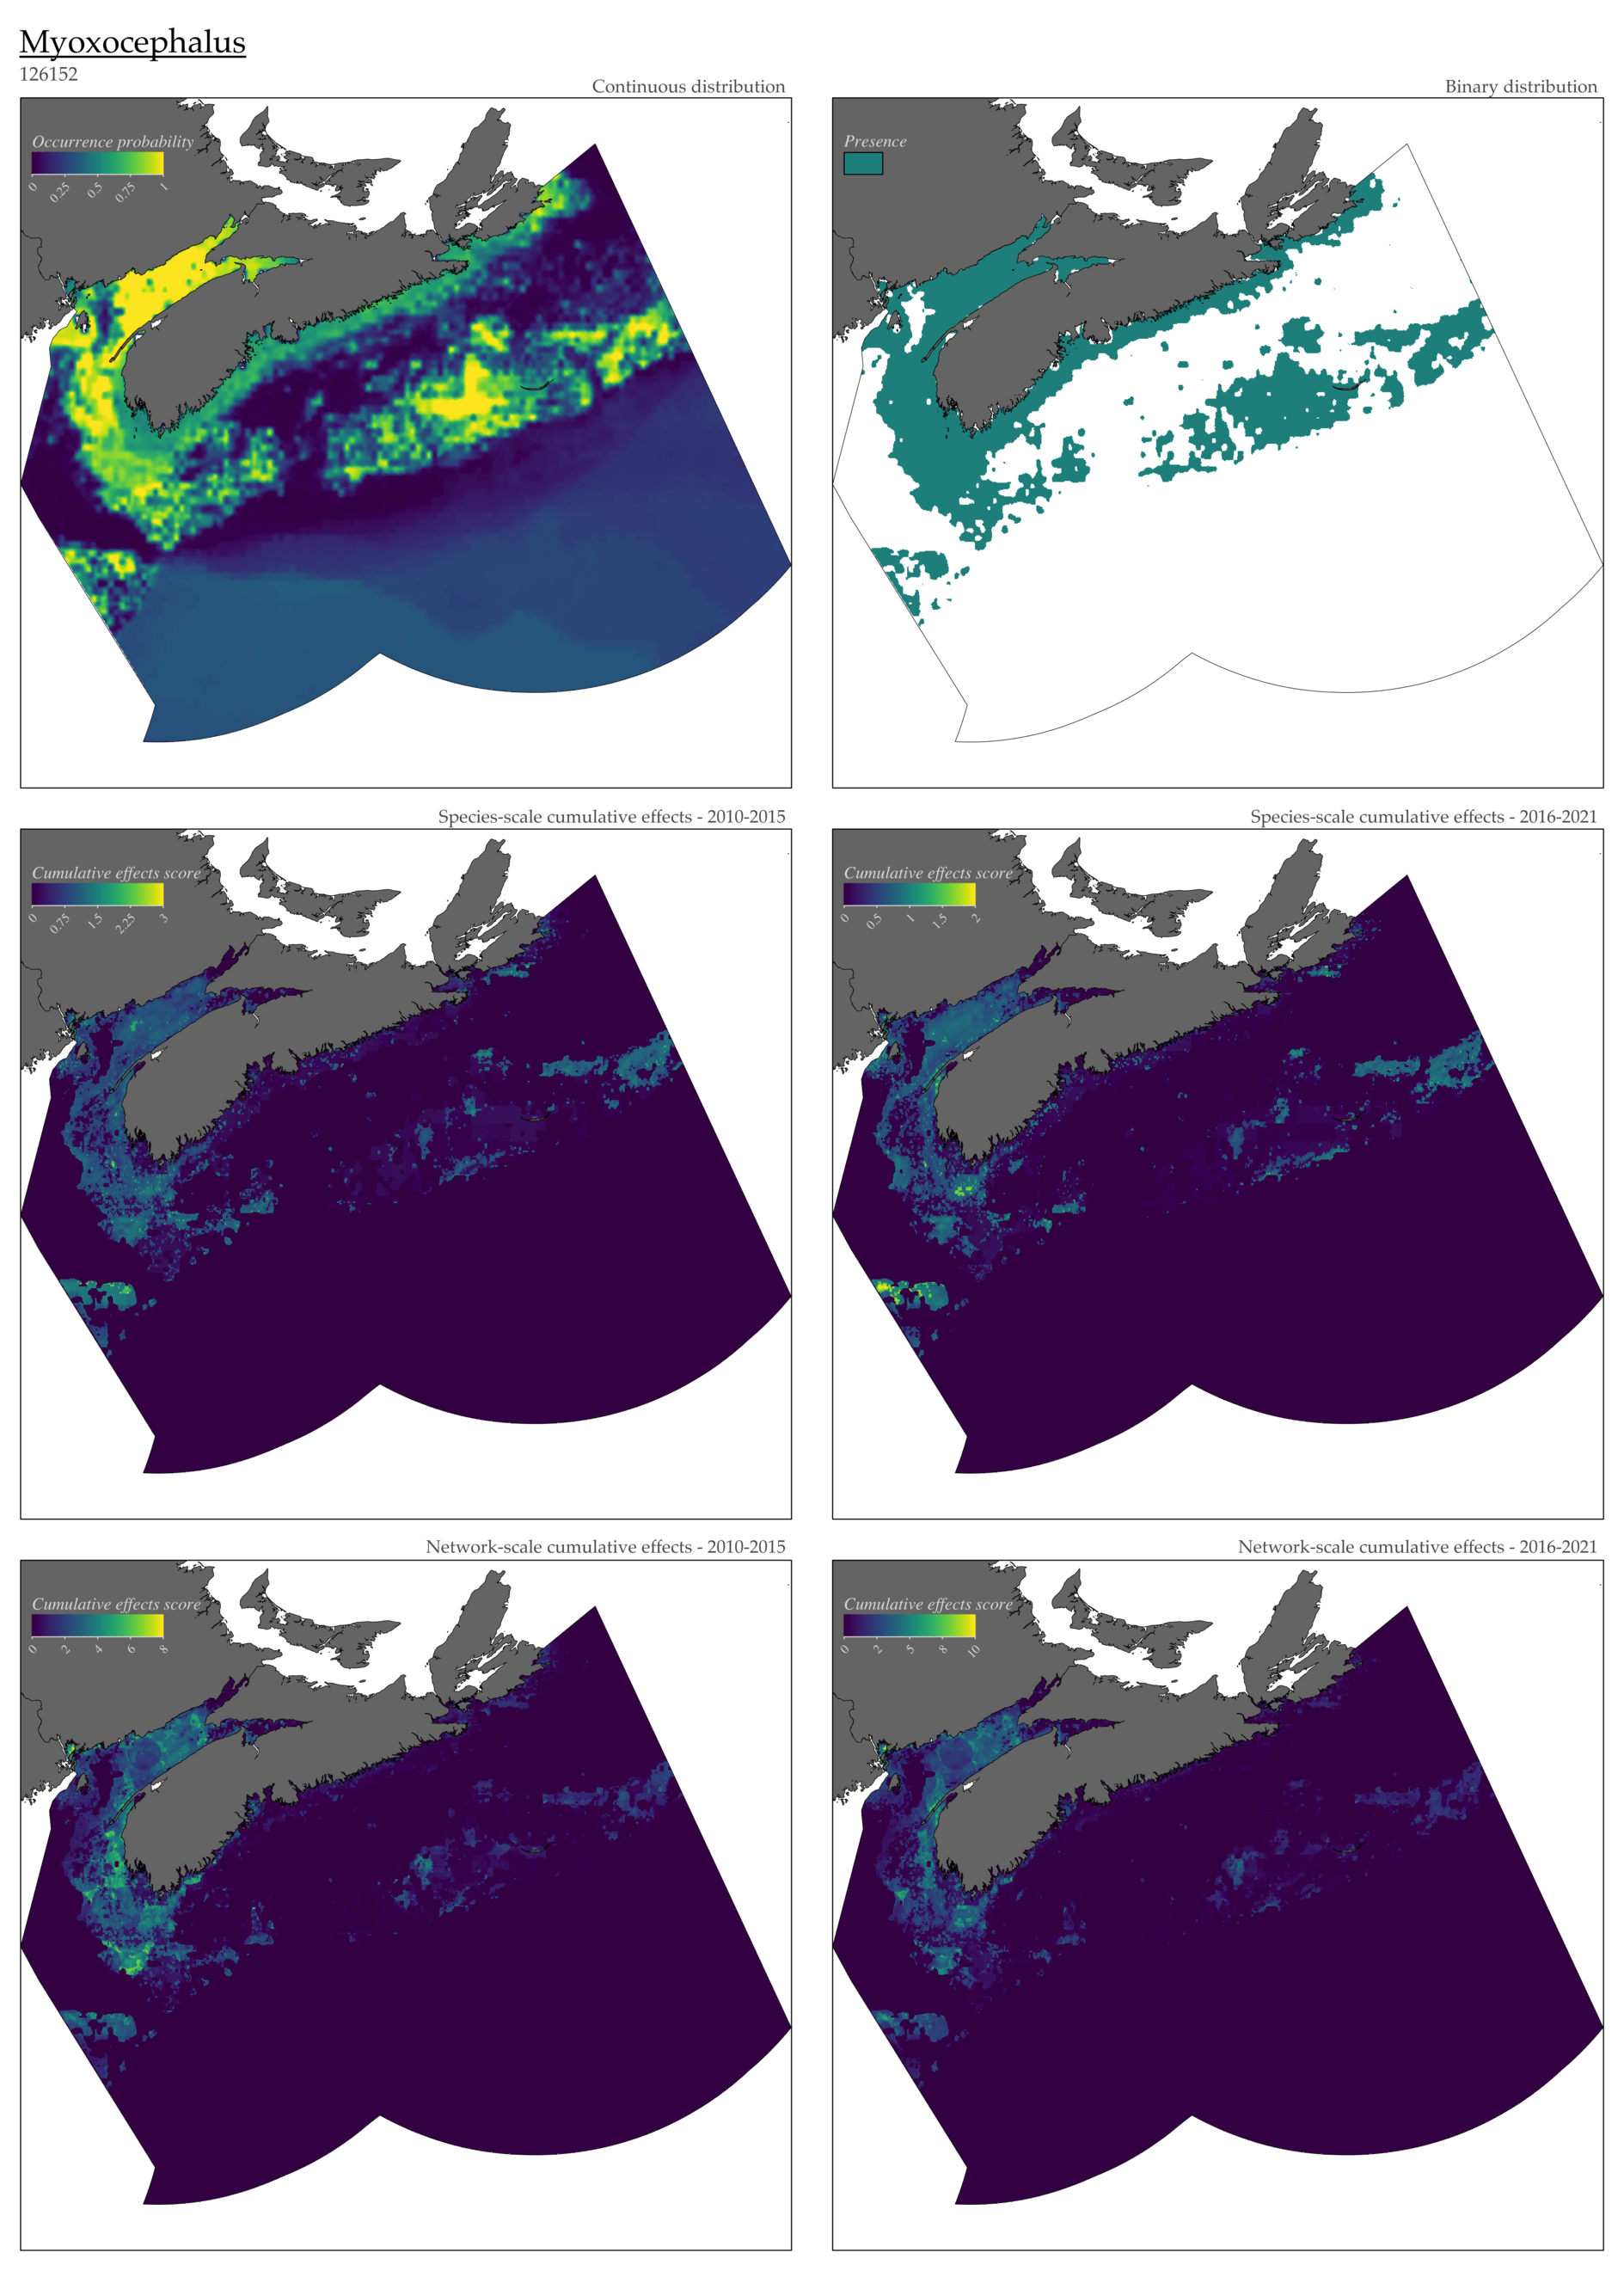 Myoxocephalus
126152
Continuous distribution
Binary distribution
Occurrence probability
0 0.25 0.5 0.75 1
Presence
Species-scale cumulative effects - 2010-2015
Species-scale cumulative effects - 2016-2021
Cumulative effects score
0 0.75 1.5 2.25 3
Cumulative effects score
0 0.5 1 1.5 2
Network-scale cumulative effects - 2010-2015
Network-scale cumulative effects - 2016-2021
Cumulative effects score
0 2 4 6 8
Cumulative effects score
0 2 5 8 10